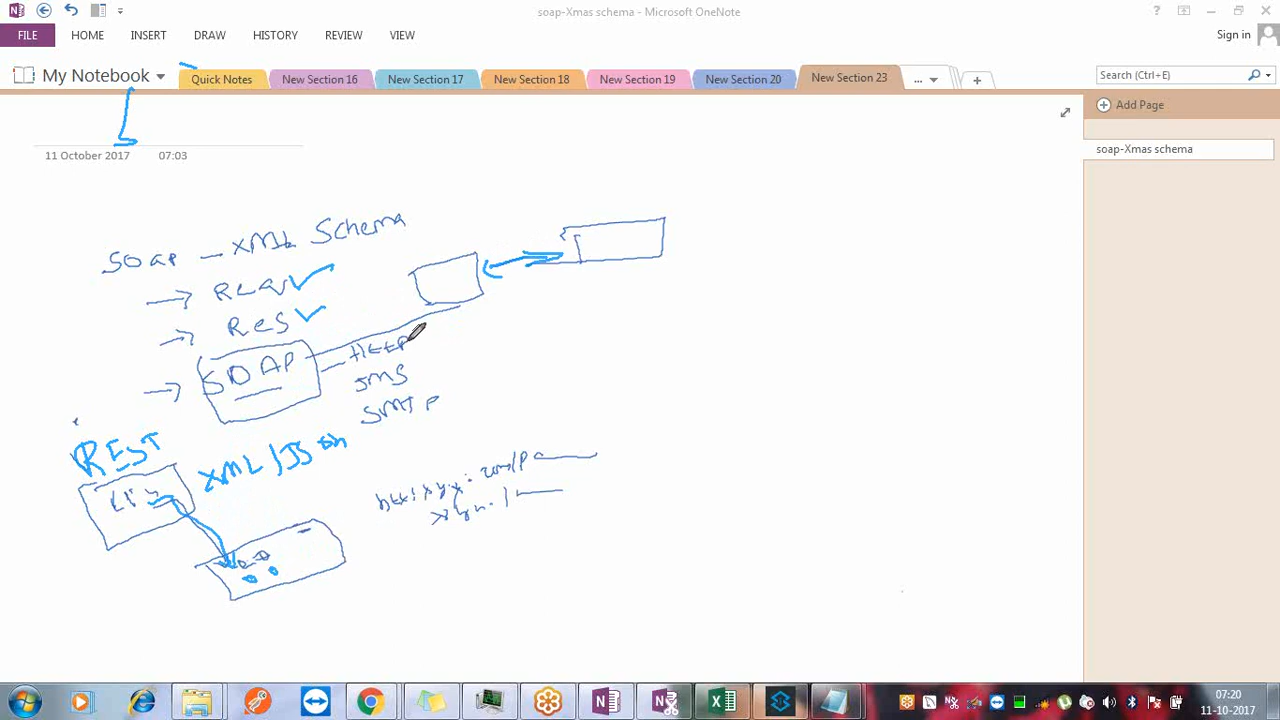 soap-Xmas schema - Microsoft OneNote
Sign in
FILE HOME INSERT DRAW HISTORY REVIEW VIEW
My Notebook
Quick Notes New Section 16 New Section 17 New Section 18 New Section 19 New Section 20 New Section 23 ...
Search (Ctrl+E)
Add Page
soap-Xmas schema
11 October 2017 07:03
Soap - XML Schema
Req
Res
SOAP
HTTP
JMS
SMTP
REST
XML/JSon
07:20
11-10-2017